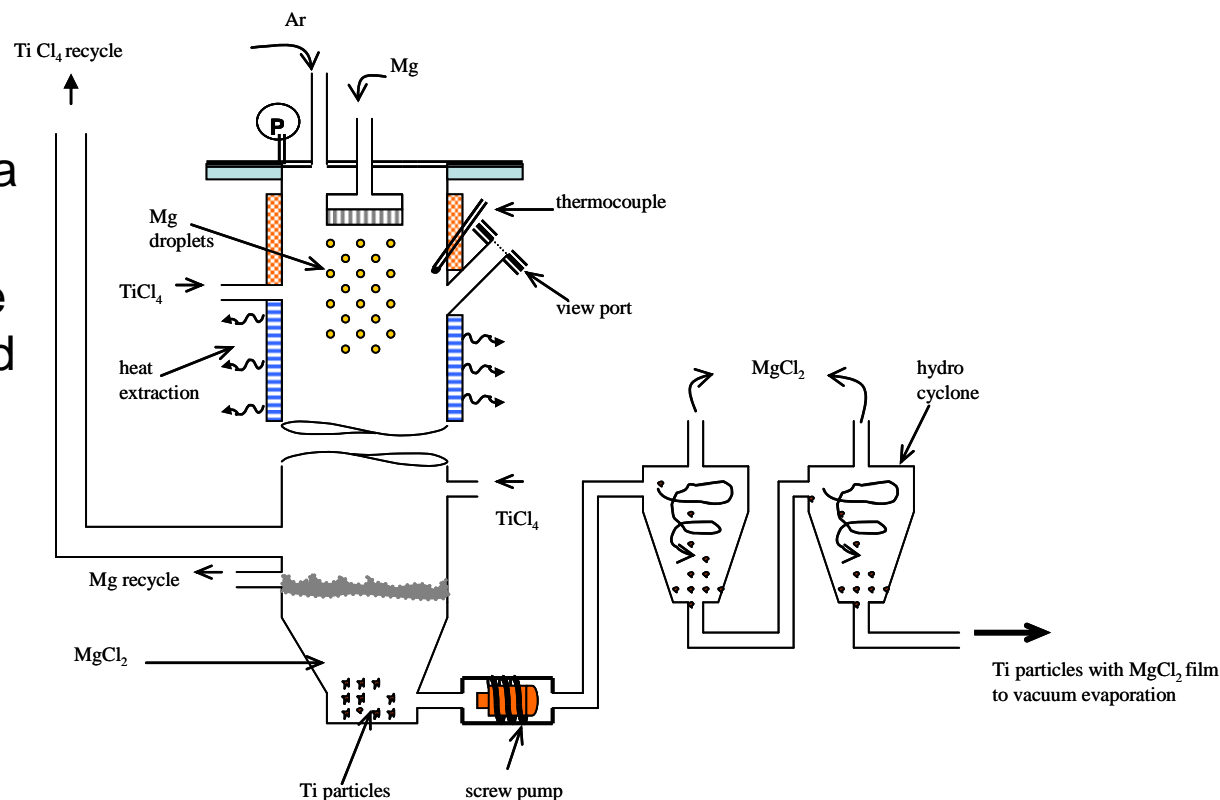 Ar
Ti Cl₄ recycle
Mg
P
a
thermocouple
Mg
droplets
TiCl₄
e
view port
d
heat
extraction
MgCl₂
hydro
cyclone
TiCl₄
Mg recycle
MgCl₂
Ti particles with MgCl₂ film
to vacuum evaporation
Ti particles
screw pump